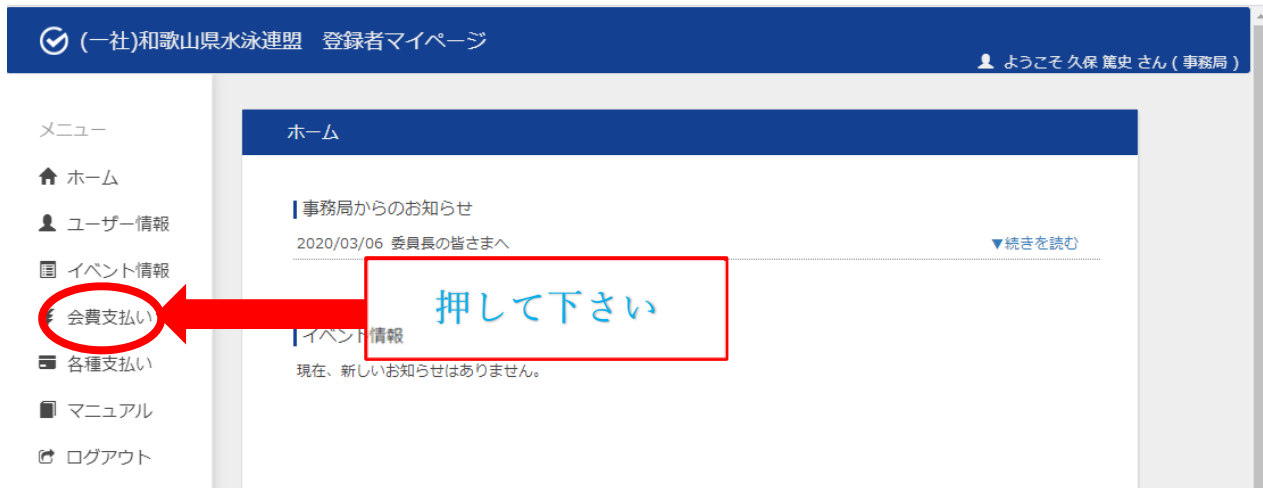 (一社)和歌山県水泳連盟　登録者マイページ
ようこそ 久保 篤史 さん ( 事務局 )
メニュー
ホーム
ユーザー情報
イベント情報
会費支払い
各種支払い
マニュアル
ログアウト
ホーム
事務局からのお知らせ
2020/03/06 委員長の皆さまへ
▼続きを読む
押して下さい
イベント情報
現在、新しいお知らせはありません。